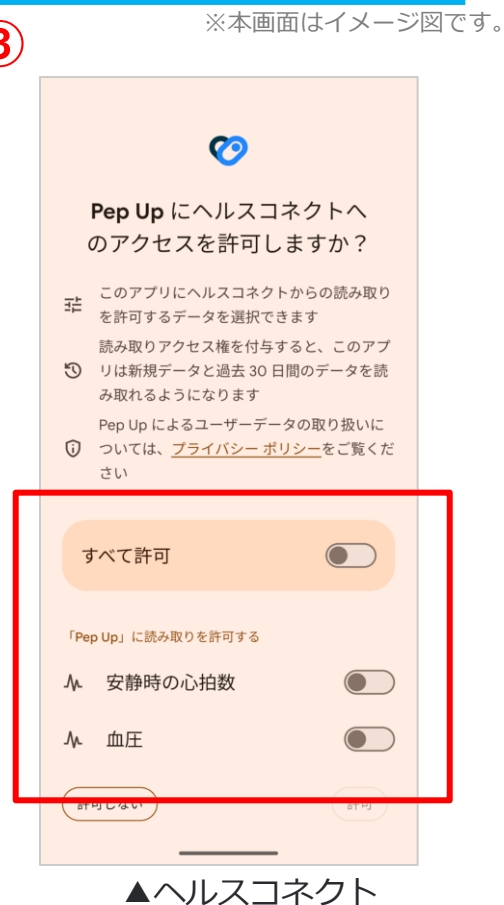 ※本画面はイメージ図です。
③
Pep Up にヘルスコネクトへ
のアクセスを許可しますか？
このアプリにヘルスコネクトからの読み取り
を許可するデータを選択できます
読み取りアクセス権を付与すると、このアプ
リは新規データと過去 30 日間のデータを読
み取れるようになります
Pep Up によるユーザーデータの取り扱いに
ついては、プライバシー ポリシーをご覧くだ
さい
すべて許可
「Pep Up」に読み取りを許可する
安静時の心拍数
血圧
許可しない 許可
▲ヘルスコネクト